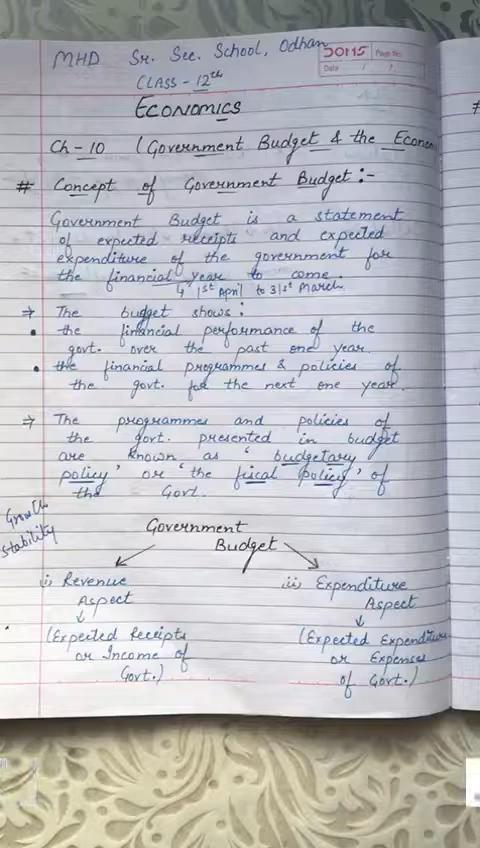 MHD Sr. Sec. School, Odhan
DOMS Page No.
Date / /
CLASS - 12th
ECONOMICS
Ch - 10 (Government Budget & the Econom
# Concept of Government Budget :-
Government Budget is a statement
of expected receipts and expected
expenditure of the government for
the financial year to come.
1st April to 31st March
⇒ The budget shows :
• the financial performance of the
govt. over the past one year.
• the financial programmes & policies of
the govt. for the next one year.
⇒ The programmes and policies of
the govt. presented in budget
are known as 'budgetary
policy' or 'the fiscal policy' of
the Govt.
Growth
Stability
Government
Budget
i) Revenue
Aspect
(Expected Receipts
or Income of
Govt.)
ii) Expenditure
Aspect
(Expected Expenditure
or Expenses
of Govt.)